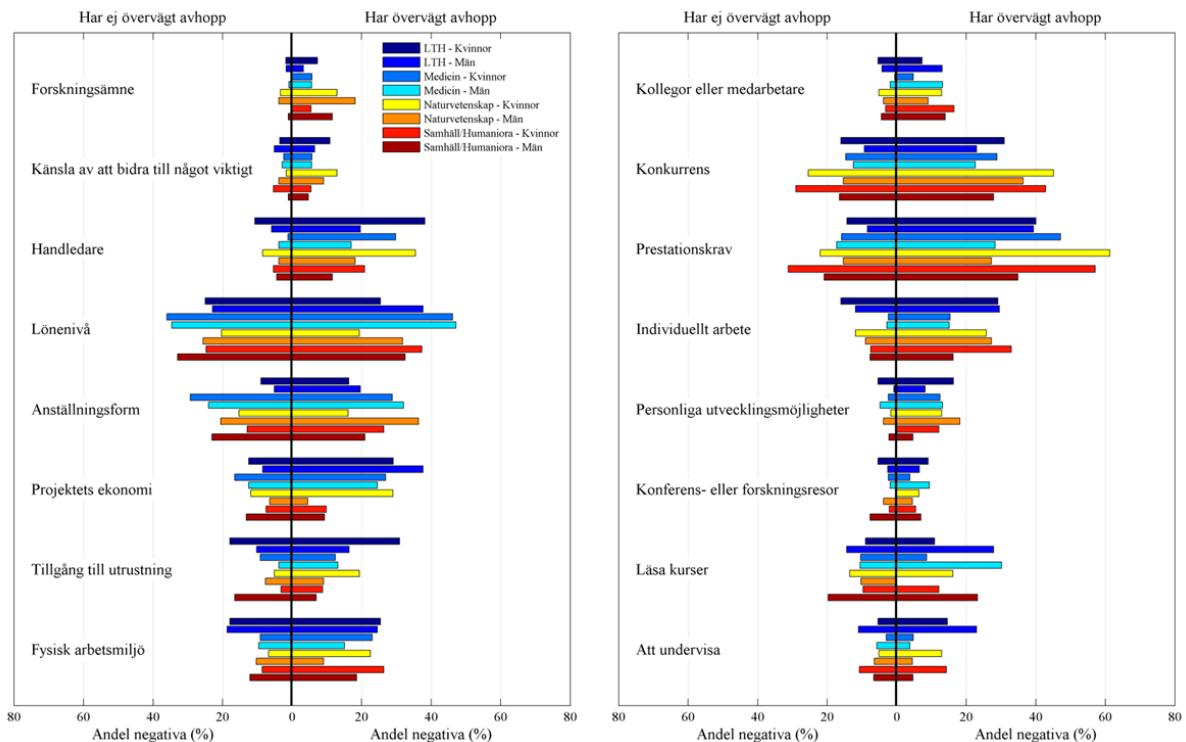 Har ej övervägt avhopp
Har övervägt avhopp
LTH - Kvinnor
LTH - Män
Medicin - Kvinnor
Medicin - Män
Naturvetenskap - Kvinnor
Naturvetenskap - Män
Samhäll/Humaniora - Kvinnor
Samhäll/Humaniora - Män
Forskningsämne
Känsla av att bidra till något viktigt
Handledare
Lönenivå
Anställningsform
Projektets ekonomi
Tillgång till utrustning
Fysisk arbetsmiljö
80 60 40 20 0 20 40 60 80
Andel negativa (%)
Andel negativa (%)
Har ej övervägt avhopp
Har övervägt avhopp
Kollegor eller medarbetare
Konkurrens
Prestationskrav
Individuellt arbete
Personliga utvecklingsmöjligheter
Konferens- eller forskningsresor
Läsa kurser
Att undervisa
80 60 40 20 0 20 40 60 80
Andel negativa (%)
Andel negativa (%)